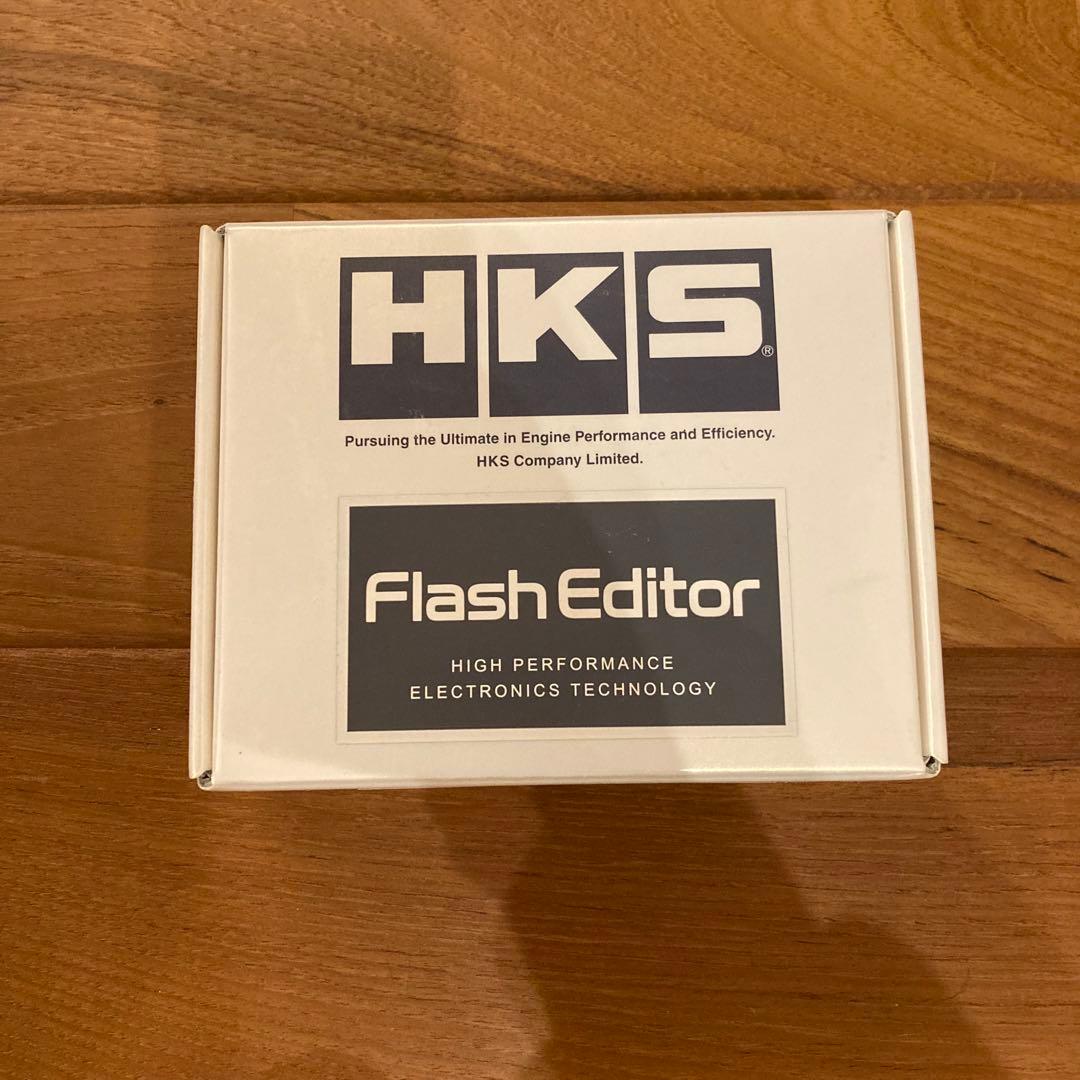 HKS®
Pursuing the Ultimate in Engine Performance and Efficiency.
HKS Company Limited.
Flash Editor
HIGH PERFORMANCE
ELECTRONICS TECHNOLOGY